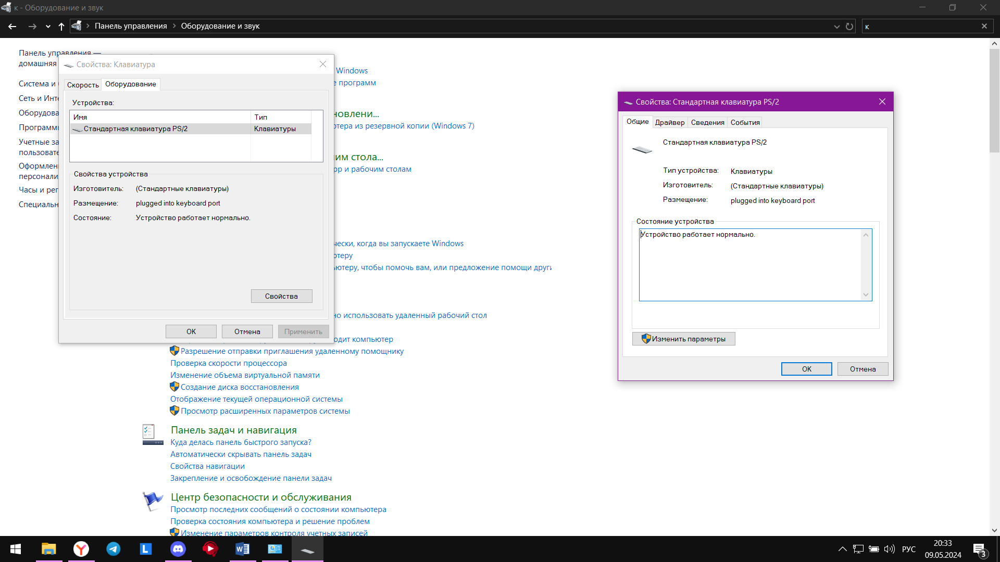 к - Оборудование и звук
Панель управления
Оборудование и звук
к
Панель управления —
домашняя
Система и
Сеть и Инте
Оборудова
Программы
Учетные за
пользовате
Оформлен
персонали
Часы и рег
Специальн
Свойства: Клавиатура
Скорость
Оборудование
Устройства:
Имя
Тип
Стандартная клавиатура PS/2
Клавиатуры
Свойства устройства
Изготовитель:
(Стандартные клавиатуры)
Размещение:
plugged into keyboard port
Состояние:
Устройство работает нормально.
Свойства
OK
Отмена
Применить
Windows
е программ
новлени...
ютера из резервной копии (Windows 7)
им стола...
ор и рабочим столам
чески, когда вы запускаете Windows
ютеру
ьютеру, чтобы помочь вам, или предложение помощи други
но использовать удаленный рабочий стол
одит компьютер
Разрешение отправки приглашения удаленному помощнику
Проверка скорости процессора
Изменение объема виртуальной памяти
Создание диска восстановления
Отображение текущей операционной системы
Просмотр расширенных параметров системы
Панель задач и навигация
Куда делась панель быстрого запуска?
Автоматически скрывать панель задач
Свойства навигации
Закрепление и освобождение панели задач
Центр безопасности и обслуживания
Просмотр последних сообщений о состоянии компьютера
Проверка состояния компьютера и решение проблем
Изменение параметров контроля учетных записей
Свойства: Стандартная клавиатура PS/2
Общие
Драйвер
Сведения
События
Стандартная клавиатура PS/2
Тип устройства:
Клавиатуры
Изготовитель:
(Стандартные клавиатуры)
Размещение:
plugged into keyboard port
Состояние устройства
Устройство работает нормально.
Изменить параметры
OK
Отмена
РУС
20:33
09.05.2024
3